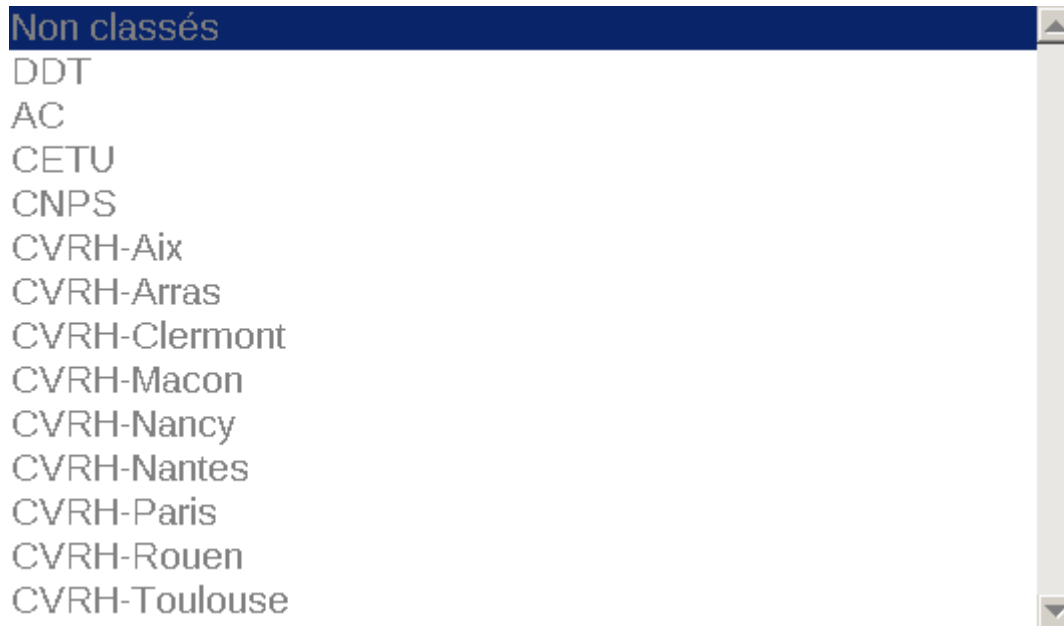 Non classés
DDT
AC
CETU
CNPS
CVRH-Aix
CVRH-Arras
CVRH-Clermont
CVRH-Macon
CVRH-Nancy
CVRH-Nantes
CVRH-Paris
CVRH-Rouen
CVRH-Toulouse